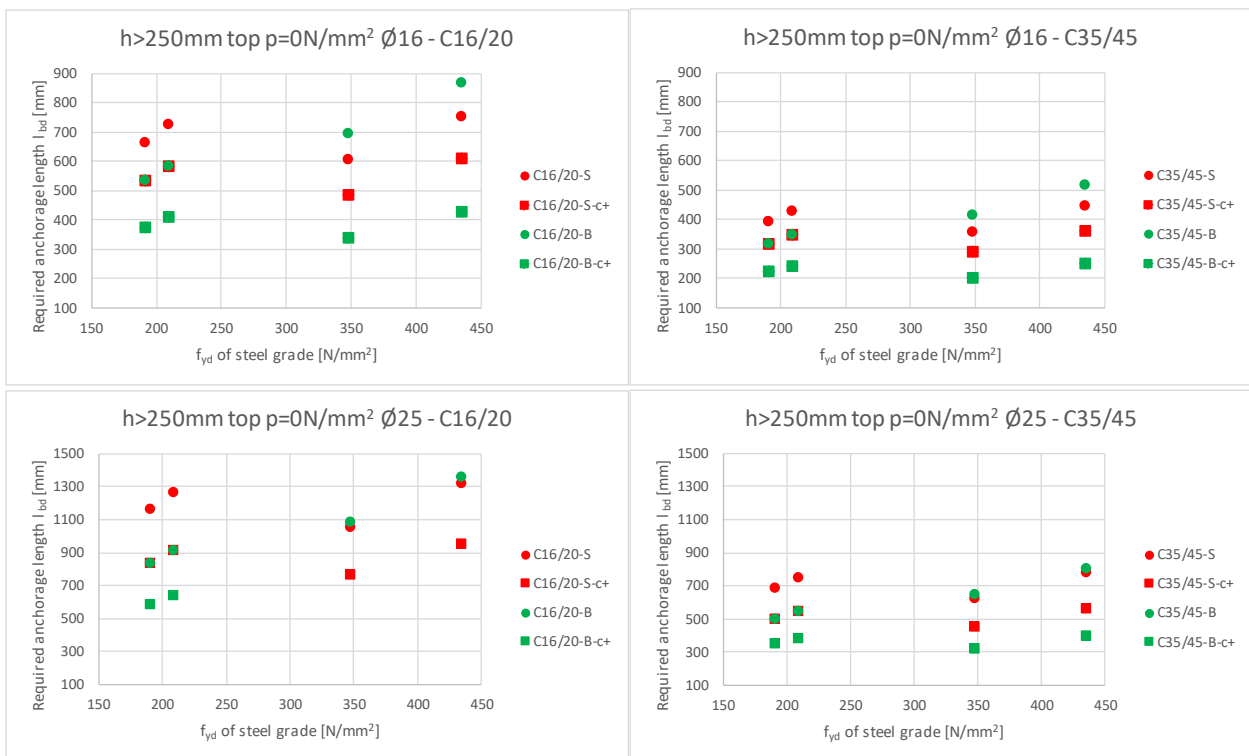 h>250mm top p=0N/mm² Ø16 - C16/20
Required anchorage length l_bd [mm]
900
800
700
600
500
400
300
200
100
150 200 250 300 350 400 450
f_yd of steel grade [N/mm²]
C16/20-S
C16/20-S-c+
C16/20-B
C16/20-B-c+
h>250mm top p=0N/mm² Ø16 - C35/45
Required anchorage length l_bd [mm]
900
800
700
600
500
400
300
200
100
150 200 250 300 350 400 450
f_yd of steel grade [N/mm²]
C35/45-S
C35/45-S-c+
C35/45-B
C35/45-B-c+
h>250mm top p=0N/mm² Ø25 - C16/20
Required anchorage length l_bd [mm]
1500
1300
1100
900
700
500
300
100
150 200 250 300 350 400 450
f_yd of steel grade [N/mm²]
C16/20-S
C16/20-S-c+
C16/20-B
C16/20-B-c+
h>250mm top p=0N/mm² Ø25 - C35/45
Required anchorage length l_bd [mm]
1500
1300
1100
900
700
500
300
100
150 200 250 300 350 400 450
f_yd of steel grade [N/mm²]
C35/45-S
C35/45-S-c+
C35/45-B
C35/45-B-c+